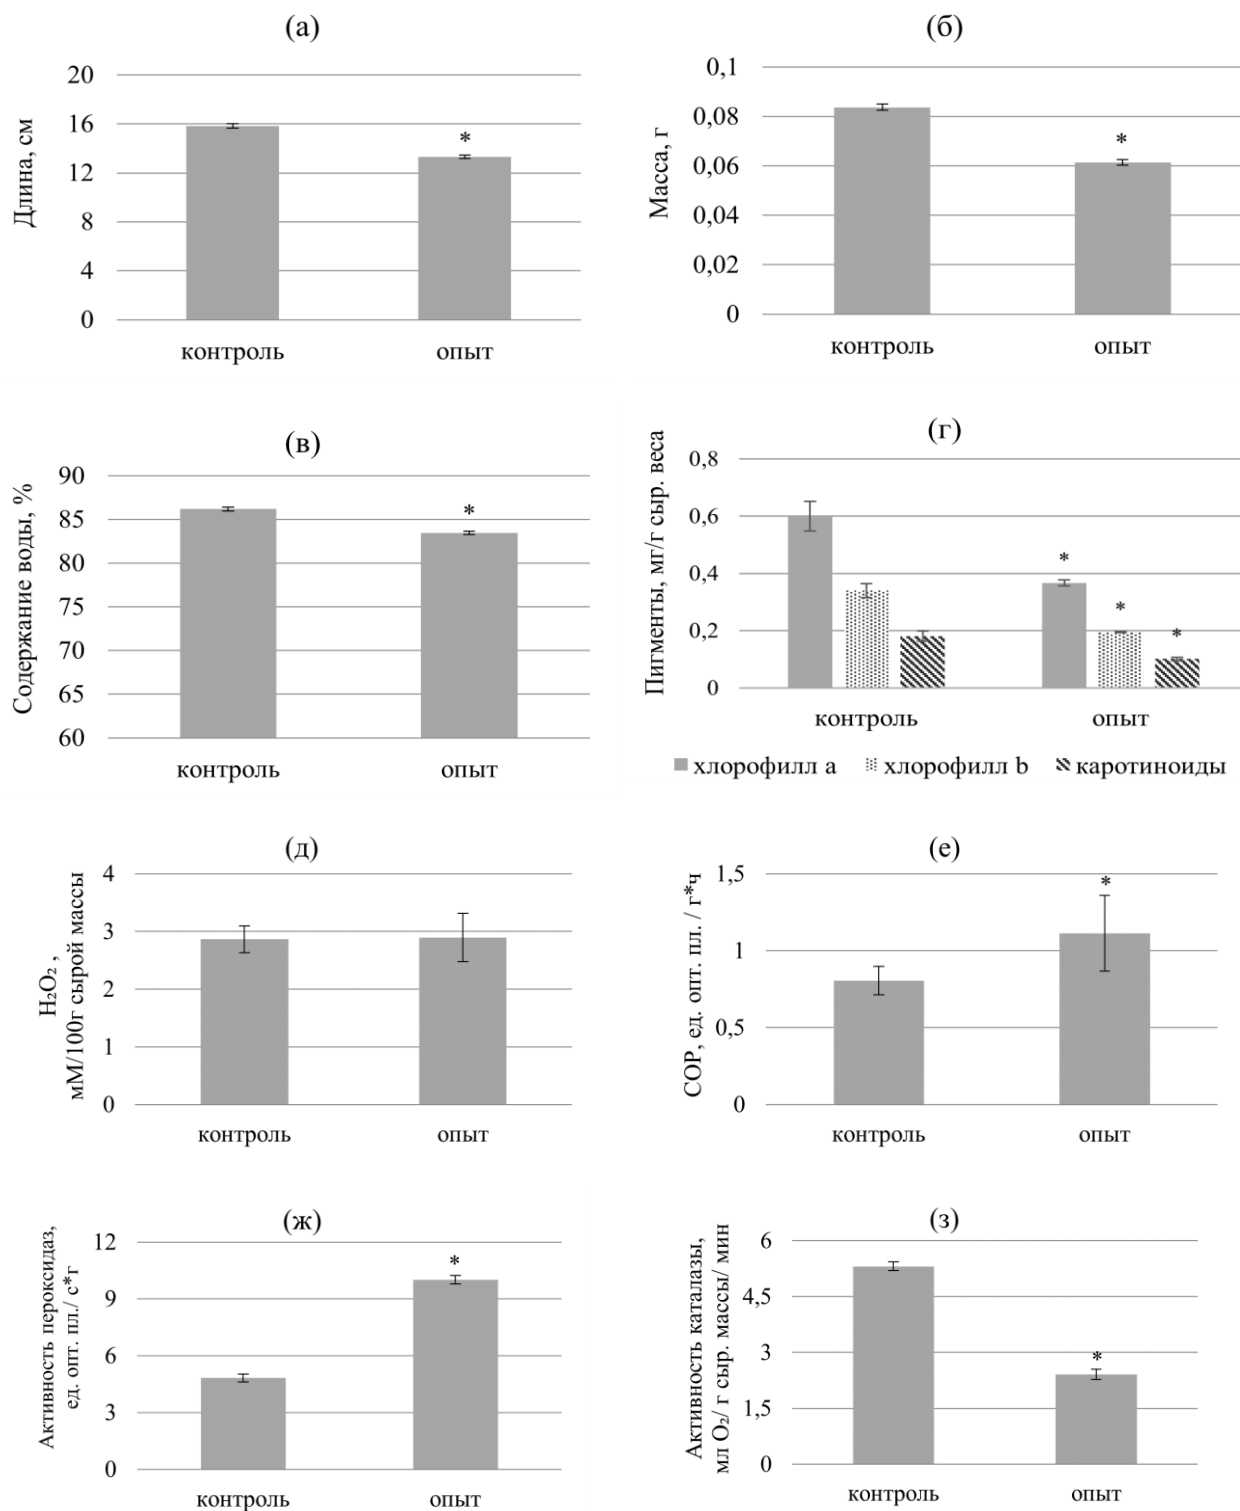 (а)
Длина, см
20
16
12
8
4
0
*
контроль опыт
(б)
Масса, г
0,1
0,08
0,06
0,04
0,02
0
*
контроль опыт
(в)
Содержание воды, %
90
85
80
75
70
65
60
*
контроль опыт
(г)
Пигменты, мг/г сыр. веса
0,8
0,6
0,4
0,2
0
* * *
контроль опыт
хлорофилл a хлорофилл b каротиноиды
(д)
H₂O₂ ,
мМ/100г сырой массы
4
3
2
1
0
контроль опыт
(е)
СОР, ед. опт. пл. / г*ч
1,5
1
0,5
0
*
контроль опыт
(ж)
Активность пероксидаз,
ед. опт. пл./ с*г
12
9
6
3
0
*
контроль опыт
(з)
Активность каталазы,
мл O₂/ г сыр. массы/ мин
6
4,5
3
1,5
0
*
контроль опыт